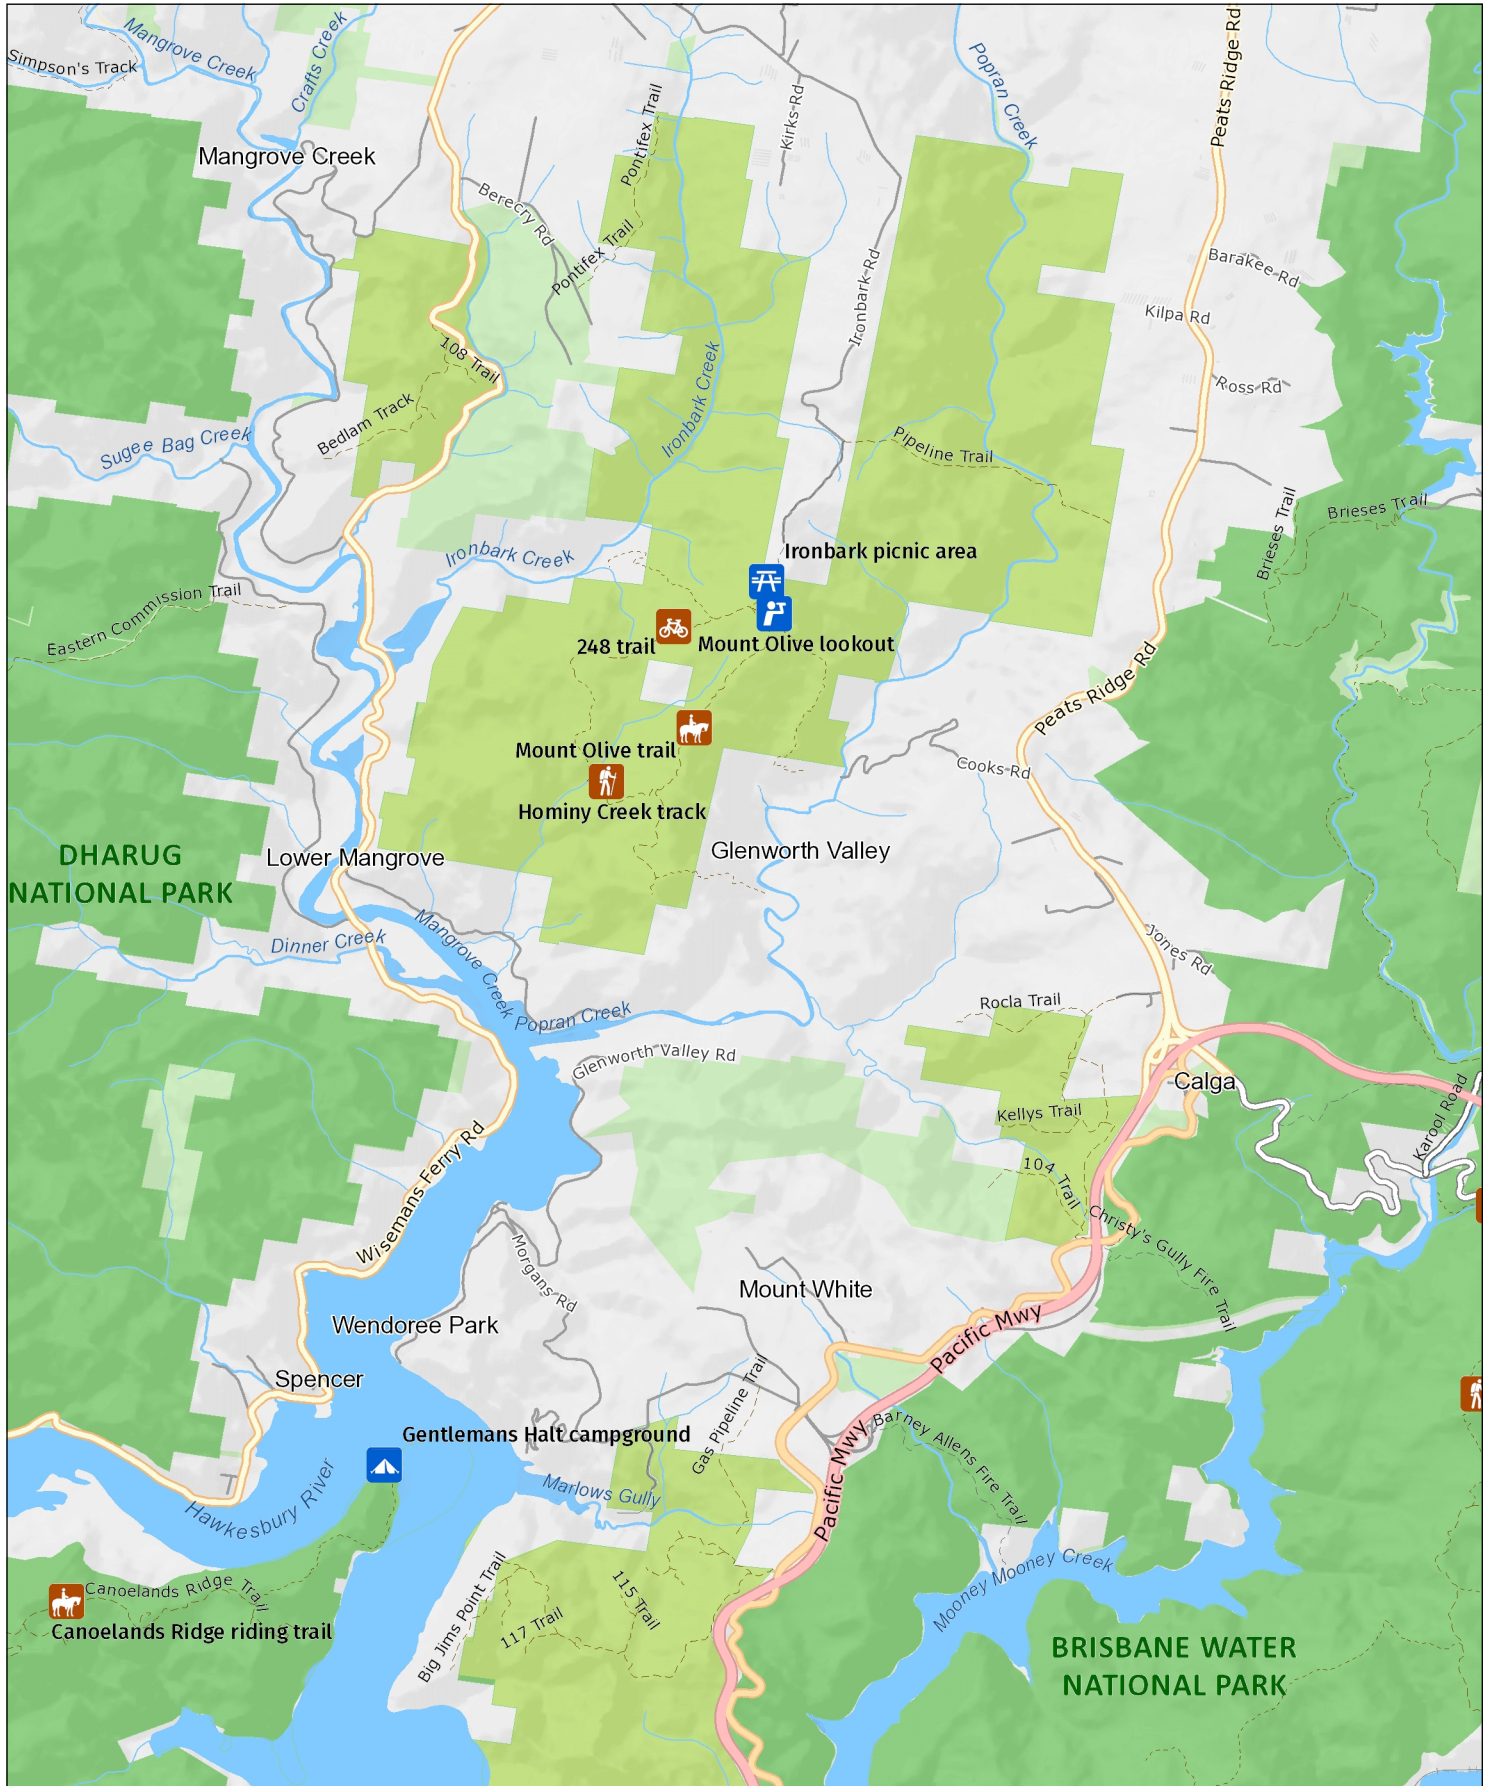 Mangrove Creek
Crafts Creek
Simpson's Track
Popran Creek
Peats Ridge Rd
Pontifex Trail
Kirks Rd
Mangrove Creek
Berecry Rd
Pontifex Trail
Ironbark Rd
Barakee Rd
Kilpa Rd
108 Trail
Ross Rd
Ironbark Creek
Bedlam Track
Sugee Bag Creek
Pipeline Trail
Brieses Trail
Brieses Trail
Ironbark Creek
Ironbark picnic area
Eastern Commission Trail
248 trail
Mount Olive lookout
Peats Ridge Rd
Mount Olive trail
Cooks Rd
Hominy Creek track
DHARUG
NATIONAL PARK
Lower Mangrove
Glenworth Valley
Mangrove Creek
Dinner Creek
Jones Rd
Rocla Trail
Popran Creek
Glenworth Valley Rd
Calga
Kellys Trail
Karool Road
104 Trail
Wisemans Ferry Rd
Christy's Gully Fire Trail
Morgans Rd
Mount White
Wendoree Park
Pacific Mwy
Spencer
Gas Pipeline Trail
Gentlemans Halt campground
Barney Allens Fire Trail
Pacific Mwy
Marlows Gully
Hawkesbury River
Mooney Mooney Creek
Canoelands Ridge Trail
Canoelands Ridge riding trail
Big Jims Point Trail
117 Trail
115 Trail
BRISBANE WATER
NATIONAL PARK